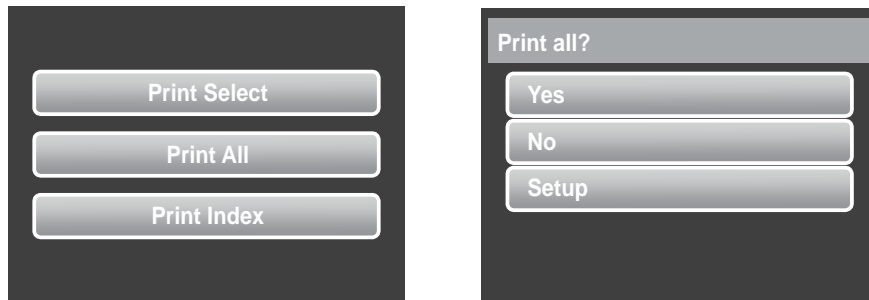 Print Select
Print All
Print Index
Print all?
Yes
No
Setup